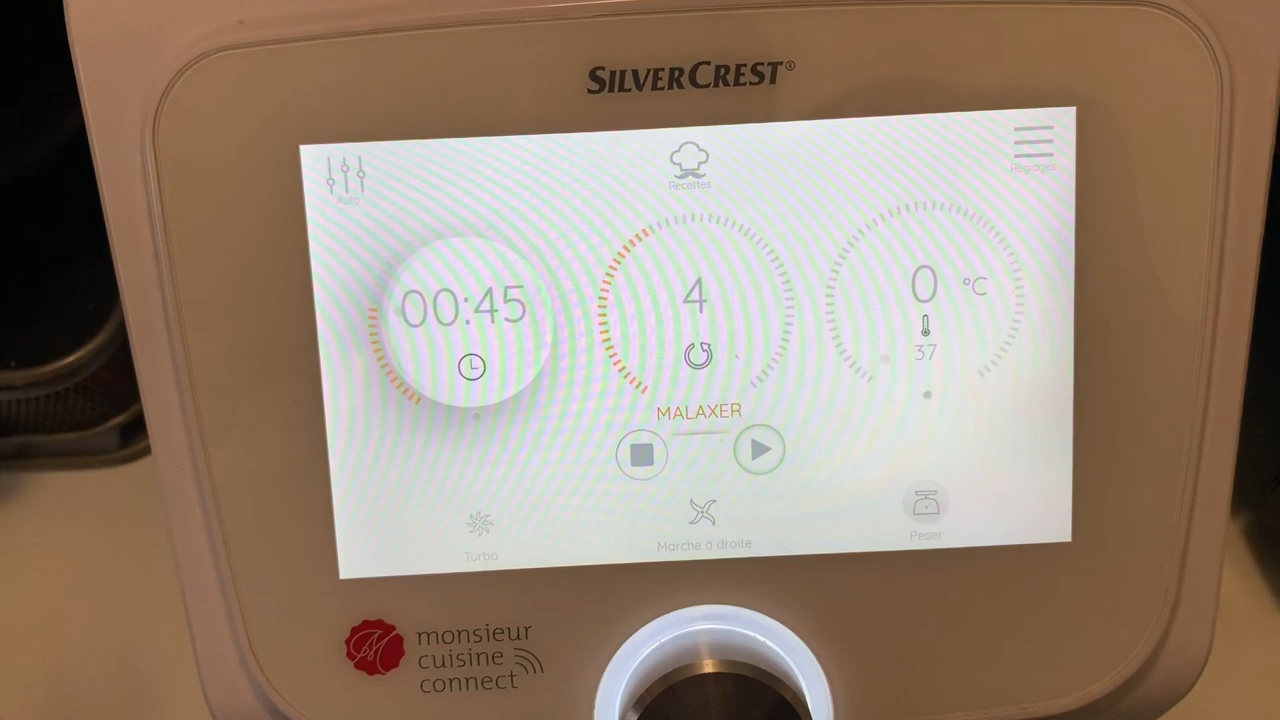 SILVERCREST®
Auto
Recettes
Réglages
00:45
4
0 °C
37
MALAXER
Turbo
Marche à droite
Peser
monsieur
cuisine
connect